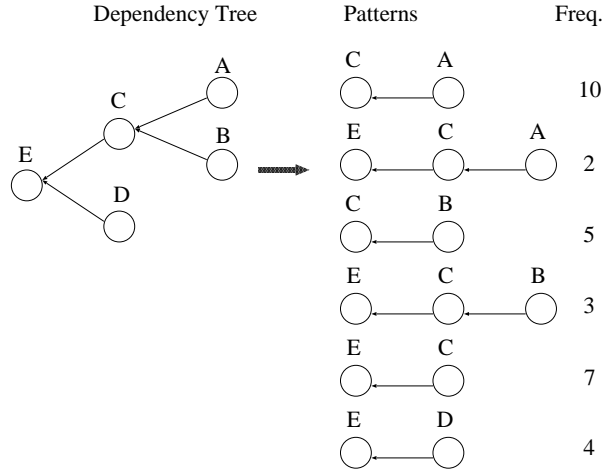 Dependency Tree Patterns Freq.
A
C
B
E
D
C A
10
E C A
2
C B
5
E C B
3
E C
7
E D
4